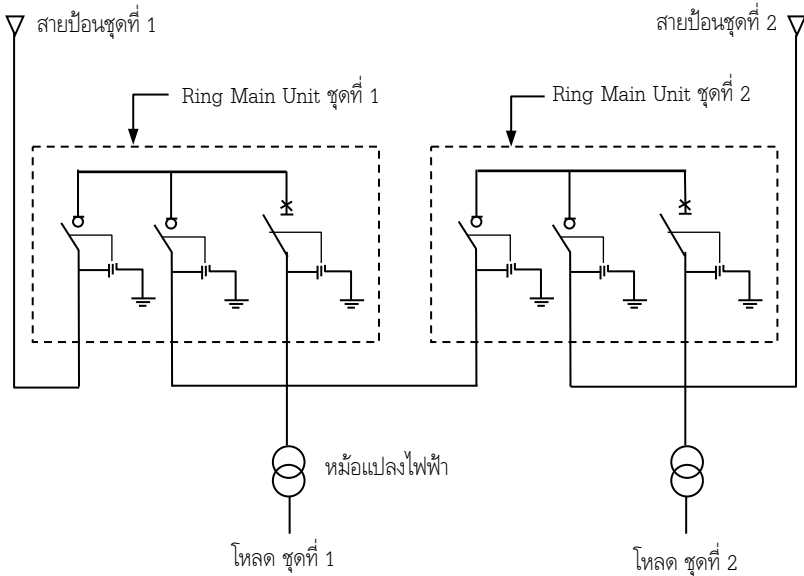 สายป้อนชุดที่ 1
สายป้อนชุดที่ 2
Ring Main Unit ชุดที่ 1
Ring Main Unit ชุดที่ 2
หม้อแปลงไฟฟ้า
โหลด ชุดที่ 1
โหลด ชุดที่ 2